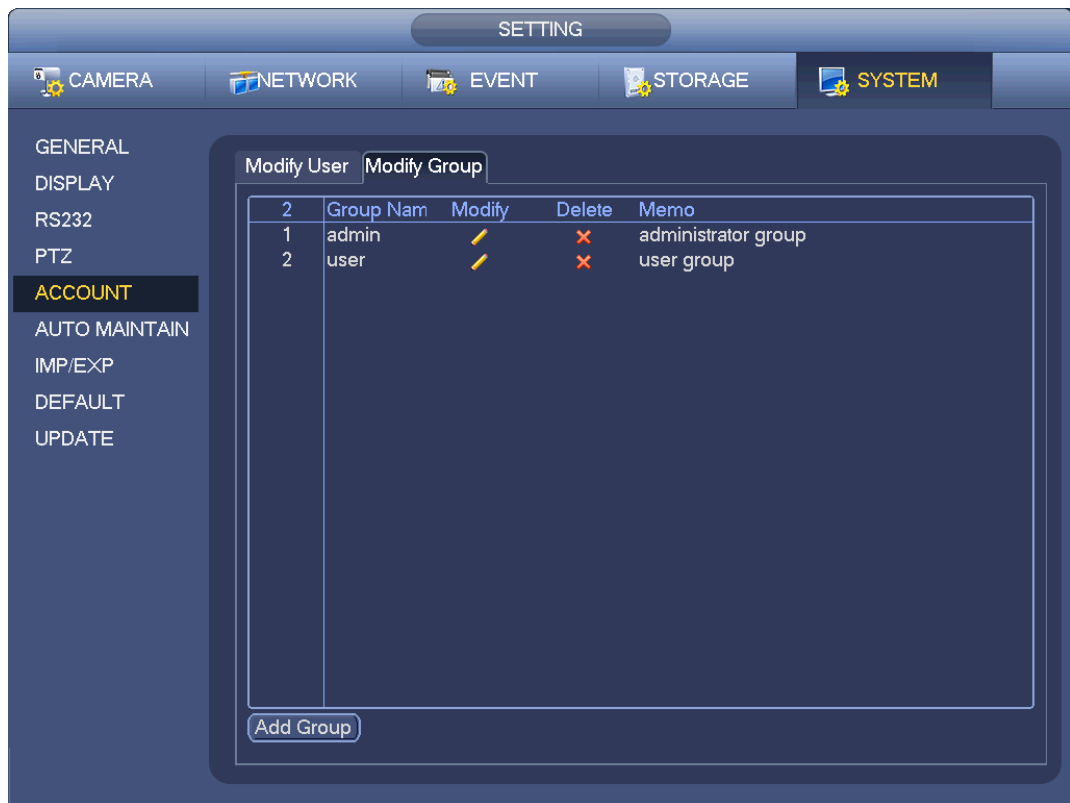 SETTING
CAMERA NETWORK EVENT STORAGE SYSTEM
GENERAL
DISPLAY
RS232
PTZ
ACCOUNT
AUTO MAINTAIN
IMP/EXP
DEFAULT
UPDATE
Modify User Modify Group
2 Group Nam Modify Delete Memo
1 admin administrator group
2 user user group
Add Group